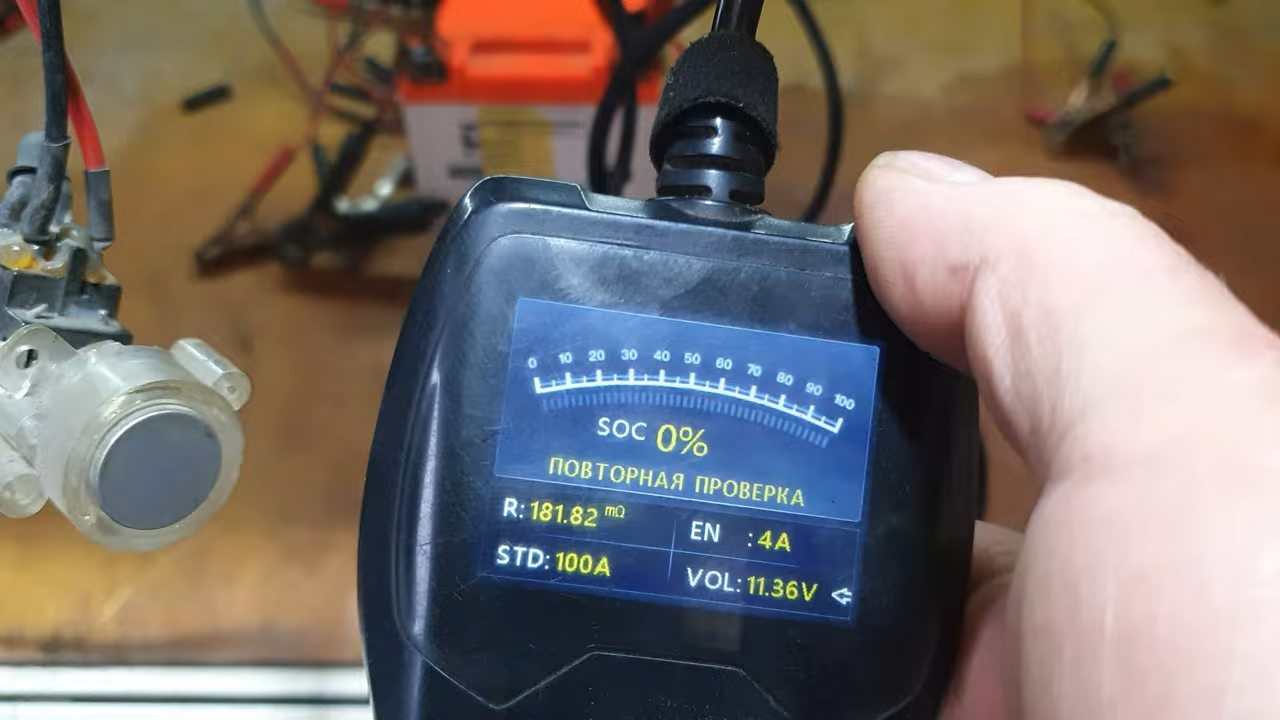 0 10 20 30 40 50 60 70 80 90 100
SOC 0%
ПОВТОРНАЯ ПРОВЕРКА
R: 181.82 mΩ
EN : 4A
STD: 100A
VOL: 11.36V